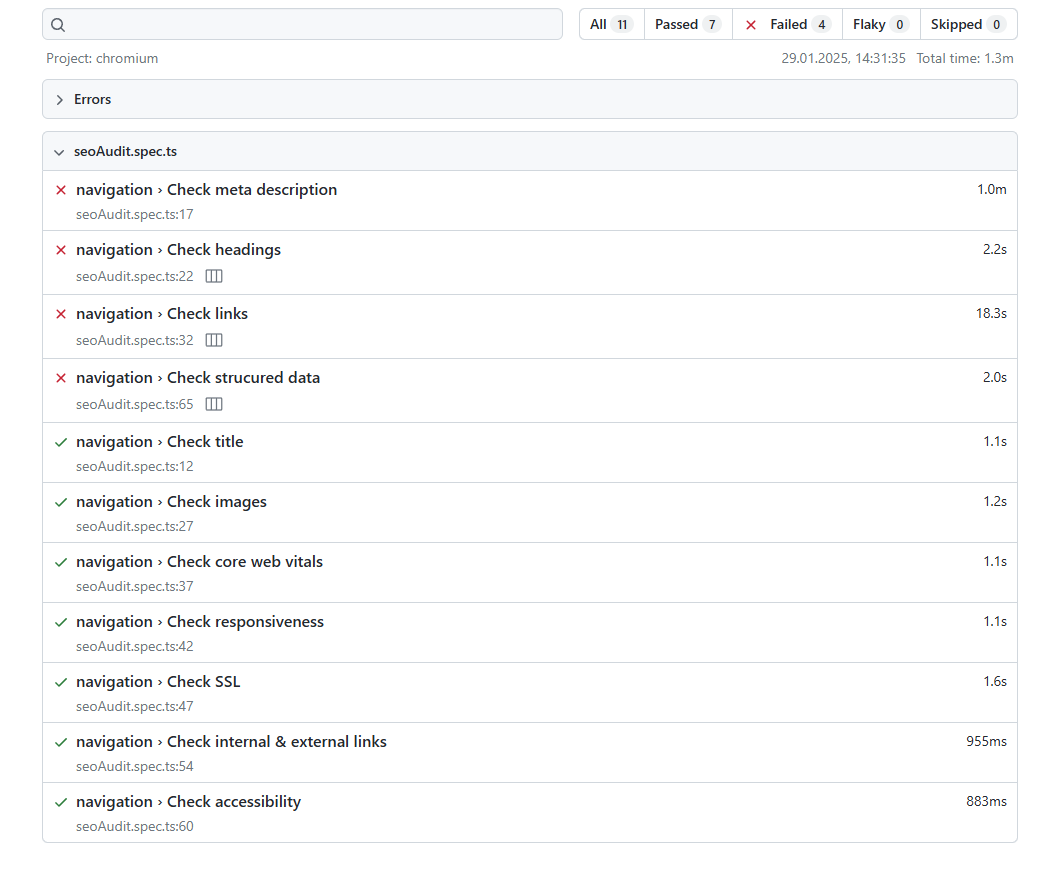 All 11 Passed 7 Failed 4 Flaky 0 Skipped 0
Project: chromium 29.01.2025, 14:31:35 Total time: 1.3m
Errors
seoAudit.spec.ts
navigation › Check meta description 1.0m
seoAudit.spec.ts:17
navigation › Check headings 2.2s
seoAudit.spec.ts:22
navigation › Check links 18.3s
seoAudit.spec.ts:32
navigation › Check strucured data 2.0s
seoAudit.spec.ts:65
navigation › Check title 1.1s
seoAudit.spec.ts:12
navigation › Check images 1.2s
seoAudit.spec.ts:27
navigation › Check core web vitals 1.1s
seoAudit.spec.ts:37
navigation › Check responsiveness 1.1s
seoAudit.spec.ts:42
navigation › Check SSL 1.6s
seoAudit.spec.ts:47
navigation › Check internal & external links 955ms
seoAudit.spec.ts:54
navigation › Check accessibility 883ms
seoAudit.spec.ts:60